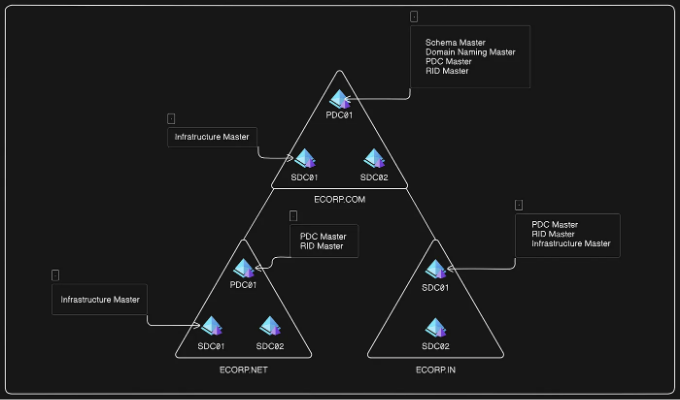 Schema Master
Domain Naming Master
PDC Master
RID Master
PDC01
Infrastructure Master
SDC01
SDC02
ECORP.COM
PDC Master
RID Master
PDC Master
RID Master
Infrastructure Master
PDC01
SDC01
Infrastructure Master
SDC01
SDC02
SDC02
ECORP.NET
ECORP.IN